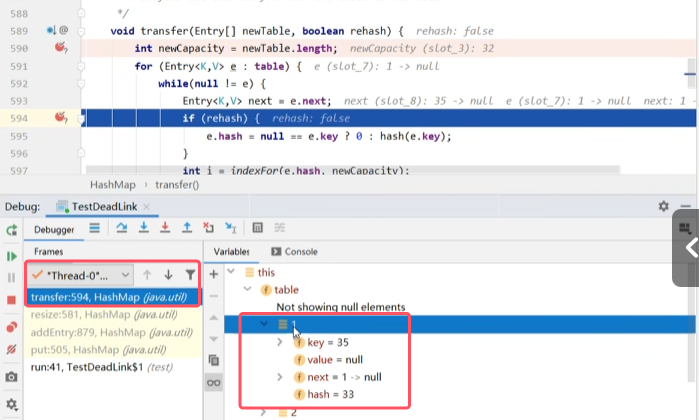 588 */
589 @ void transfer(Entry[] newTable, boolean rehash) { rehash: false
590 int newCapacity = newTable.length; newCapacity (slot_3): 32
591 for (Entry<K,V> e : table) { e (slot_7): 1 -> null
592 while(null != e) {
593 Entry<K,V> next = e.next; next (slot_8): 35 -> null e (slot_7): 1 -> null next: 1 -
594 if (rehash) { rehash: false
595 e.hash = null == e.key ? 0 : hash(e.key);
596 }
597 int i = indexFor(e.hash, newCapacity);
HashMap › transfer()
Debug: TestDeadLink ×
Debugger
Frames
Variables Console
"Thread-0"...
this
table
Not showing null elements
transfer:594, HashMap (java.util)
1
resize:581, HashMap (java.util)
addEntry:879, HashMap (java.util)
key = 35
put:505, HashMap (java.util)
value = null
run:41, TestDeadLink$1 (test)
next = 1 -> null
hash = 33
2